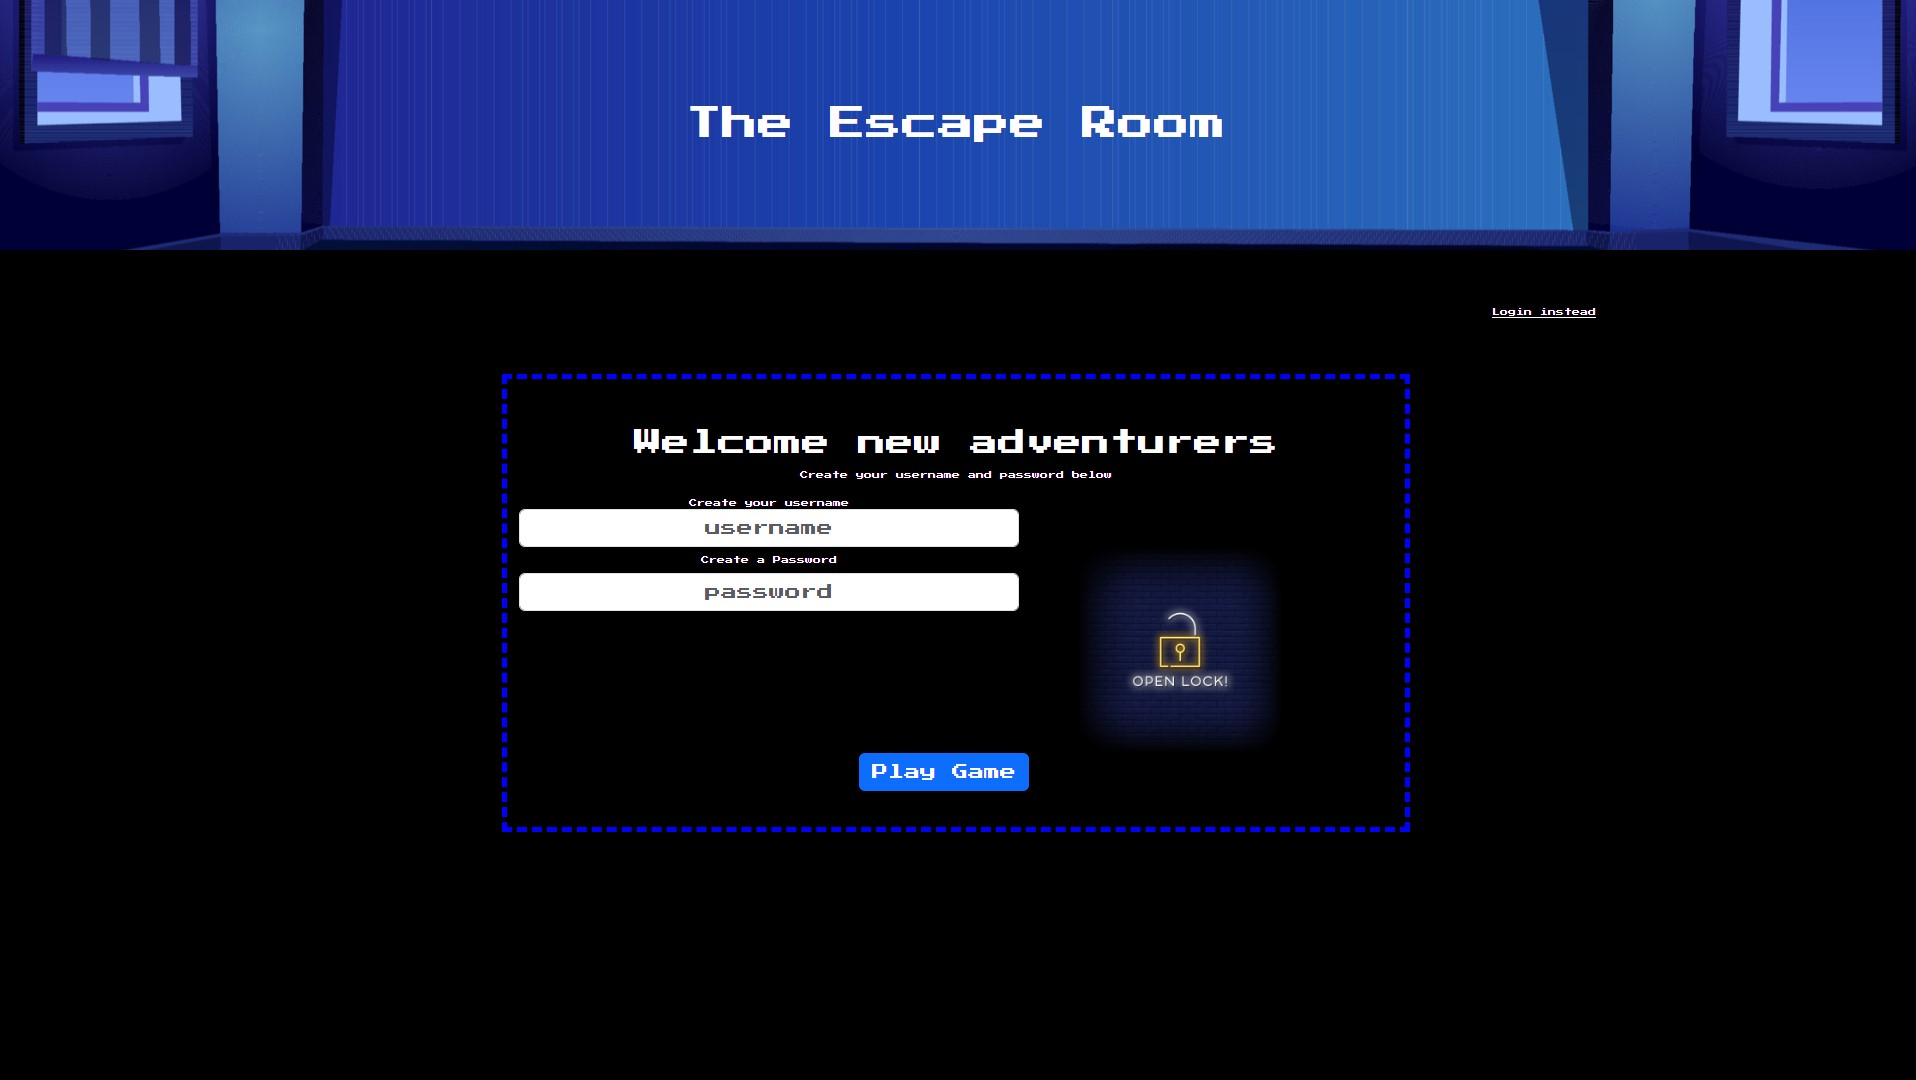 The Escape Room
Login instead
Welcome new adventurers
Create your username and password below
Create your username
username
Create a Password
password
OPEN LOCK!
Play Game